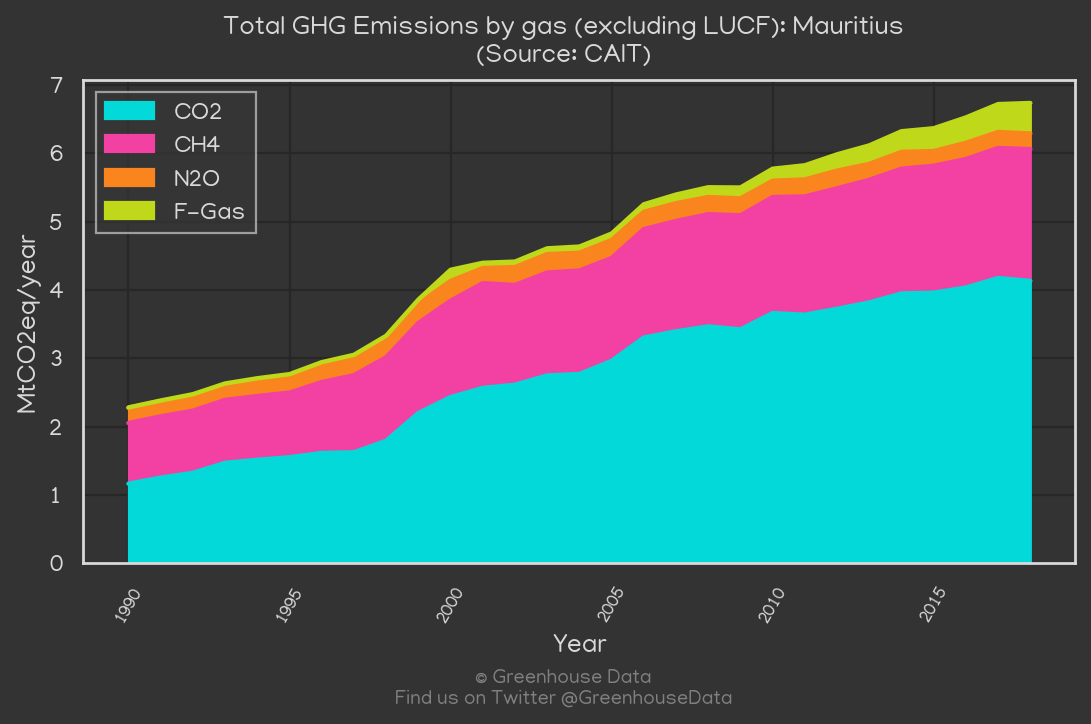 Total GHG Emissions by gas (excluding LUCF): Mauritius
(Source: CAIT)
7
6
5
4
3
2
1
0
MtCO2eq/year
CO2
CH4
N2O
F-Gas
1990
1995
2000
2005
2010
2015
Year
© Greenhouse Data
Find us on Twitter @GreenhouseData